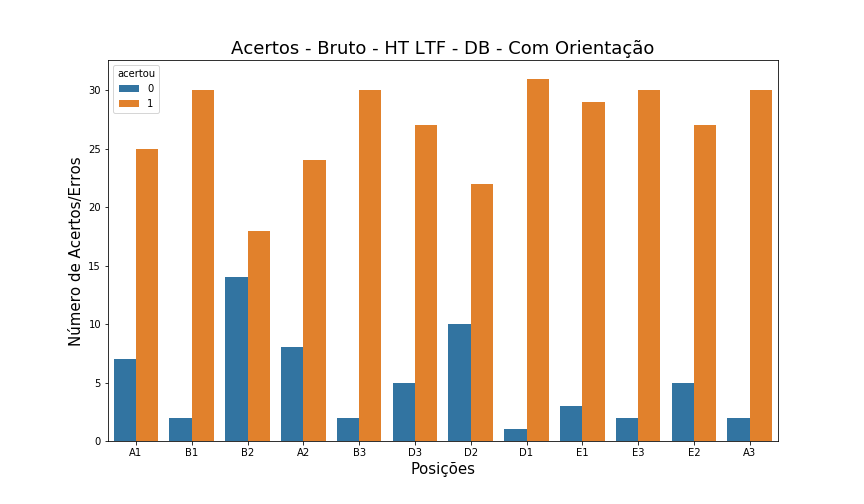 Acertos - Bruto - HT LTF - DB - Com Orientação
acertou
0
1
Número de Acertos/Erros
30
25
20
15
10
5
0
A1 B1 B2 A2 B3 D3 D2 D1 E1 E3 E2 A3
Posições